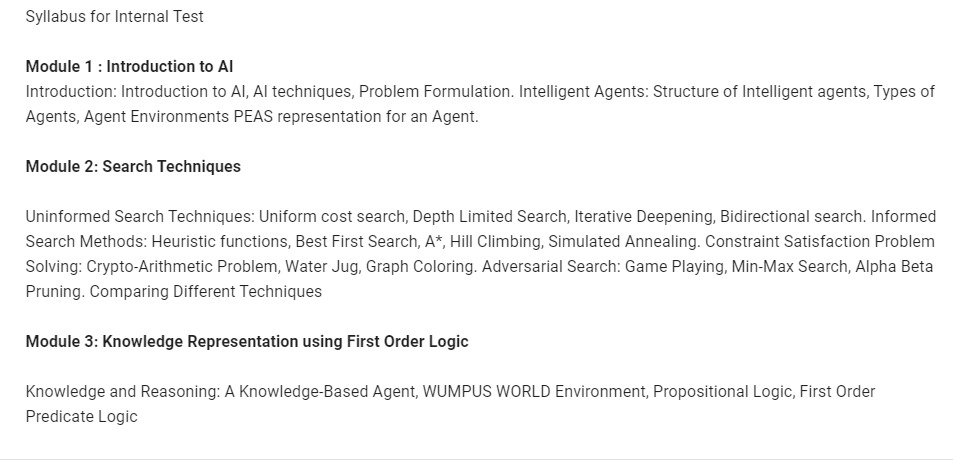 Syllabus for Internal Test
Module 1 : Introduction to AI
Introduction: Introduction to AI, AI techniques, Problem Formulation. Intelligent Agents: Structure of Intelligent agents, Types of
Agents, Agent Environments PEAS representation for an Agent.
Module 2: Search Techniques
Uninformed Search Techniques: Uniform cost search, Depth Limited Search, Iterative Deepening, Bidirectional search. Informed
Search Methods: Heuristic functions, Best First Search, A*, Hill Climbing, Simulated Annealing. Constraint Satisfaction Problem
Solving: Crypto-Arithmetic Problem, Water Jug, Graph Coloring. Adversarial Search: Game Playing, Min-Max Search, Alpha Beta
Pruning. Comparing Different Techniques
Module 3: Knowledge Representation using First Order Logic
Knowledge and Reasoning: A Knowledge-Based Agent, WUMPUS WORLD Environment, Propositional Logic, First Order
Predicate Logic